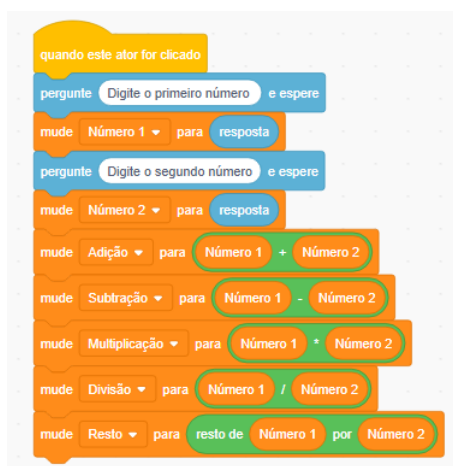 quando este ator for clicado
pergunte Digite o primeiro número e espere
mude Número 1 para resposta
pergunte Digite o segundo número e espere
mude Número 2 para resposta
mude Adição para Número 1 + Número 2
mude Subtração para Número 1 - Número 2
mude Multiplicação para Número 1 * Número 2
mude Divisão para Número 1 / Número 2
mude Resto para resto de Número 1 por Número 2